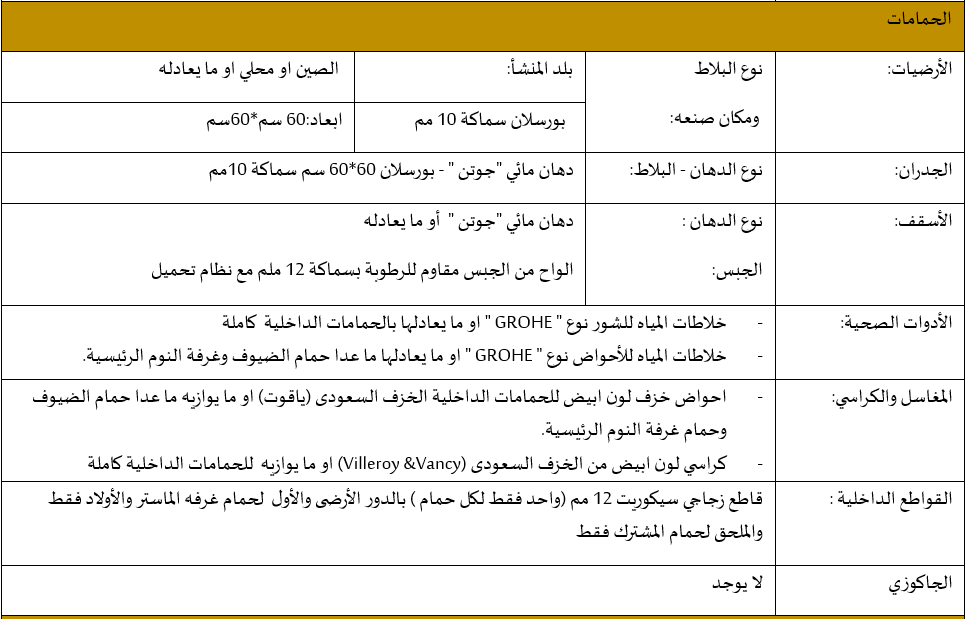 الحمامات
الأرضيات:
نوع البلاط
ومكان صنعه:
بلد المنشأ:
الصين او محلي او ما يعادله
بورسلان سماكة 10 مم
ابعاد:60 سم*60سم
الجدران:
نوع الدهان - البلاط:
دهان مائي "جوتن " - بورسلان 60*60 سم سماكة 10مم
الأسقف:
نوع الدهان :
الجبس:
دهان مائي "جوتن " أو ما يعادله
الواح من الجبس مقاوم للرطوبة بسماكة 12 ملم مع نظام تحميل
الأدوات الصحية:
- خلاطات المياه للشور نوع " GROHE " او ما يعادلها بالحمامات الداخلية كاملة
- خلاطات المياه للأحواض نوع " GROHE " او ما يعادلها ما عدا حمام الضيوف وغرفة النوم الرئيسية.
المغاسل والكراسي:
- احواض خزف لون ابيض للحمامات الداخلية الخزف السعودى (ياقوت) او ما يوازيه ما عدا حمام الضيوف
وحمام غرفة النوم الرئيسية.
- كراسي لون ابيض من الخزف السعودى (Villeroy &Vancy) او ما يوازيه للحمامات الداخلية كاملة
القواطع الداخلية :
قاطع زجاجي سيكوريت 12 مم (واحد فقط لكل حمام ) بالدور الأرضى والأول لحمام غرفه الماستر والأولاد فقط
والملحق لحمام المشترك فقط
الجاكوزي
لا يوجد